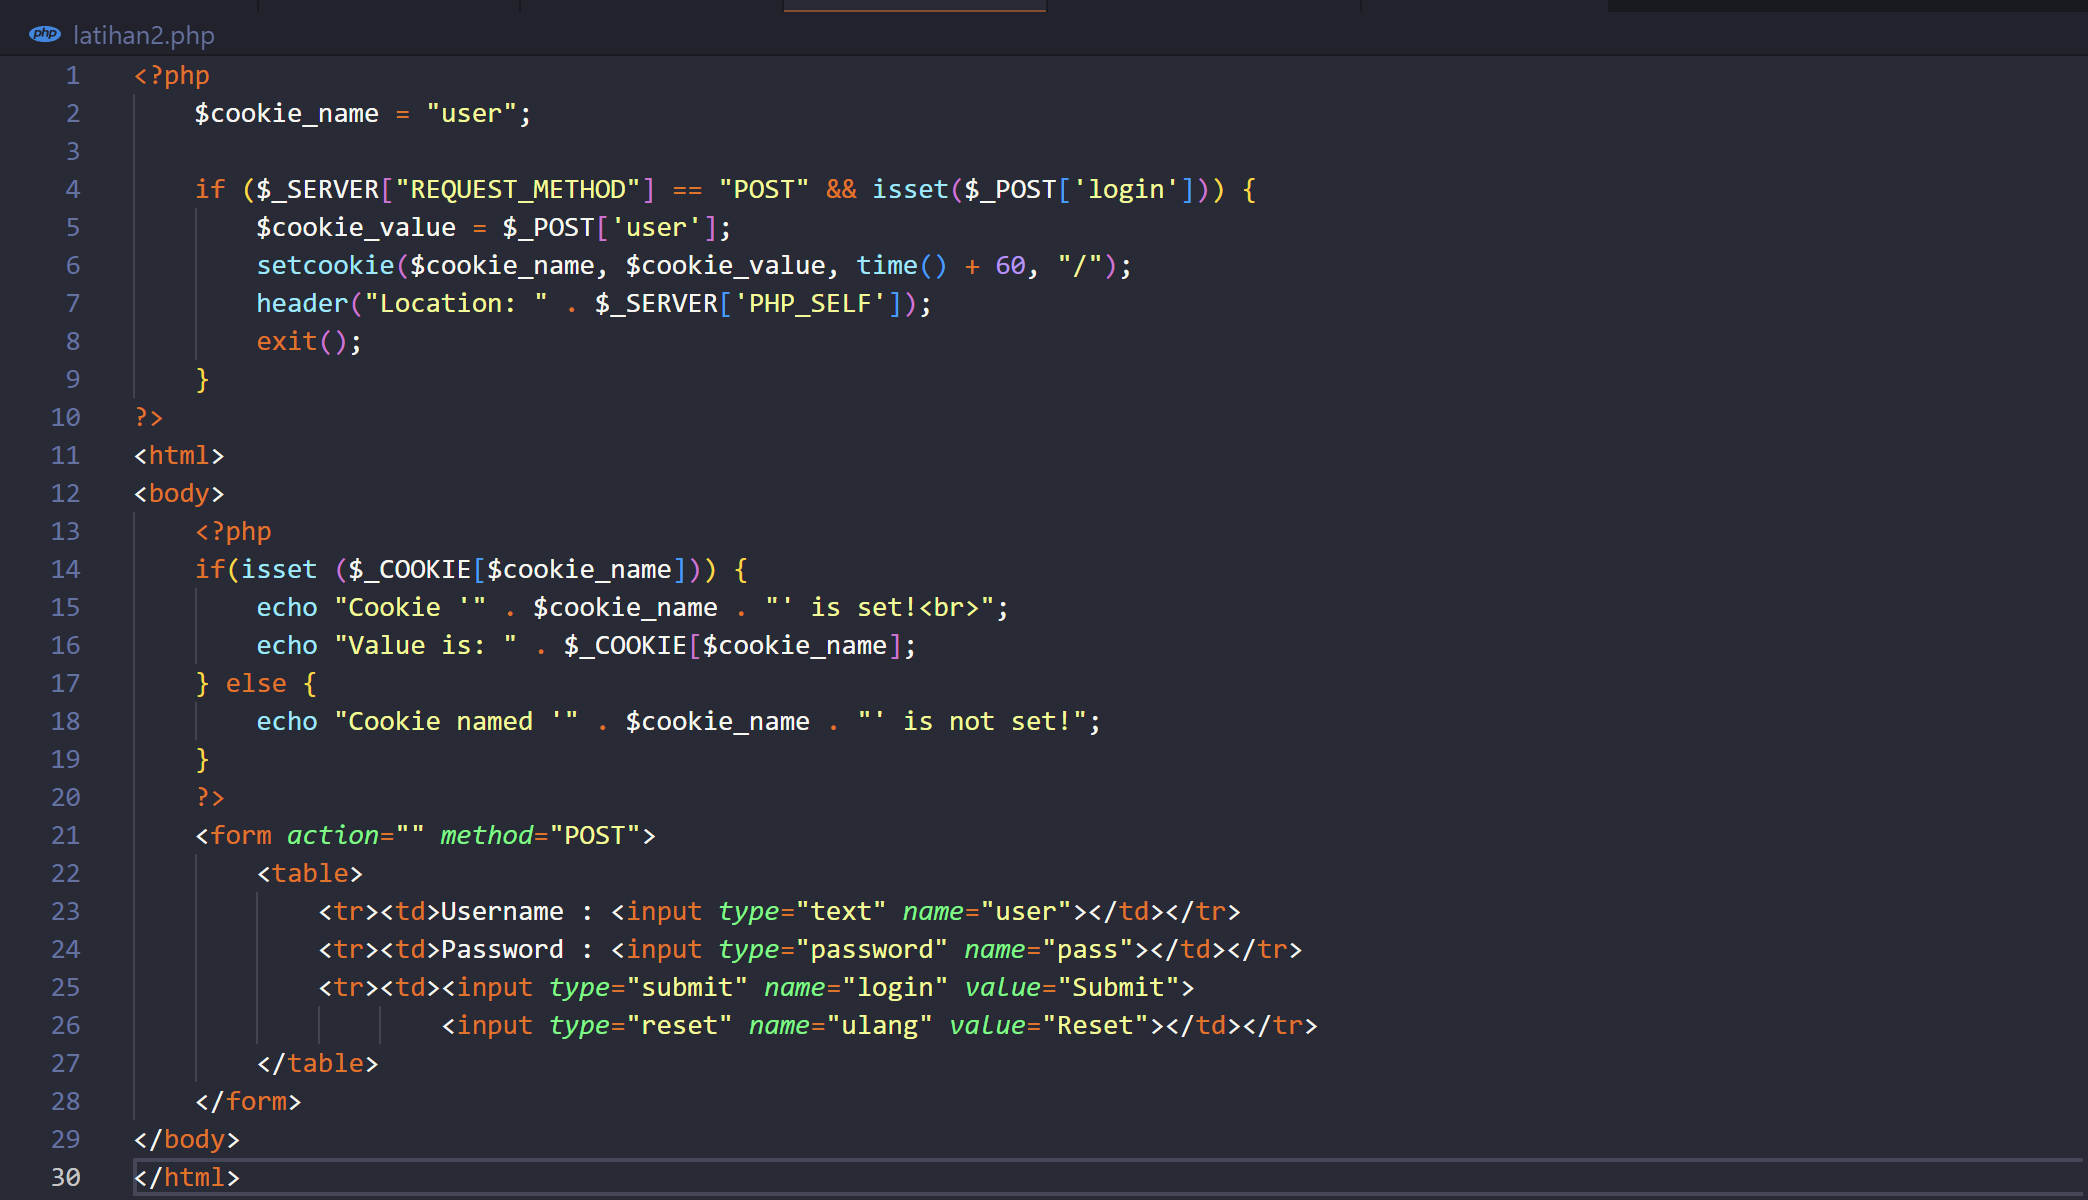 php latihan2.php
1 <?php
2     $cookie_name = "user";
3
4     if ($_SERVER["REQUEST_METHOD"] == "POST" && isset($_POST['login'])) {
5         $cookie_value = $_POST['user'];
6         setcookie($cookie_name, $cookie_value, time() + 60, "/");
7         header("Location: " . $_SERVER['PHP_SELF']);
8         exit();
9     }
10 ?>
11 <html>
12 <body>
13     <?php
14     if(isset ($_COOKIE[$cookie_name])) {
15         echo "Cookie '" . $cookie_name . "' is set!<br>";
16         echo "Value is: " . $_COOKIE[$cookie_name];
17     } else {
18         echo "Cookie named '" . $cookie_name . "' is not set!";
19     }
20     ?>
21     <form action="" method="POST">
22         <table>
23             <tr><td>Username : <input type="text" name="user"></td></tr>
24             <tr><td>Password : <input type="password" name="pass"></td></tr>
25             <tr><td><input type="submit" name="login" value="Submit">
26                     <input type="reset" name="ulang" value="Reset"></td></tr>
27         </table>
28     </form>
29 </body>
30 </html>